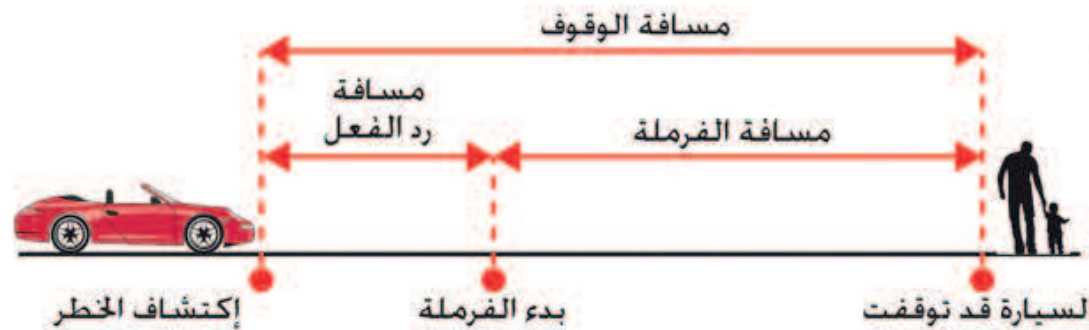 مسافة الوقوف
مسافة
رد الفعل
مسافة الفرملة
إكتشاف الخطر
بدء الفرملة
لسيارة قد توقفت